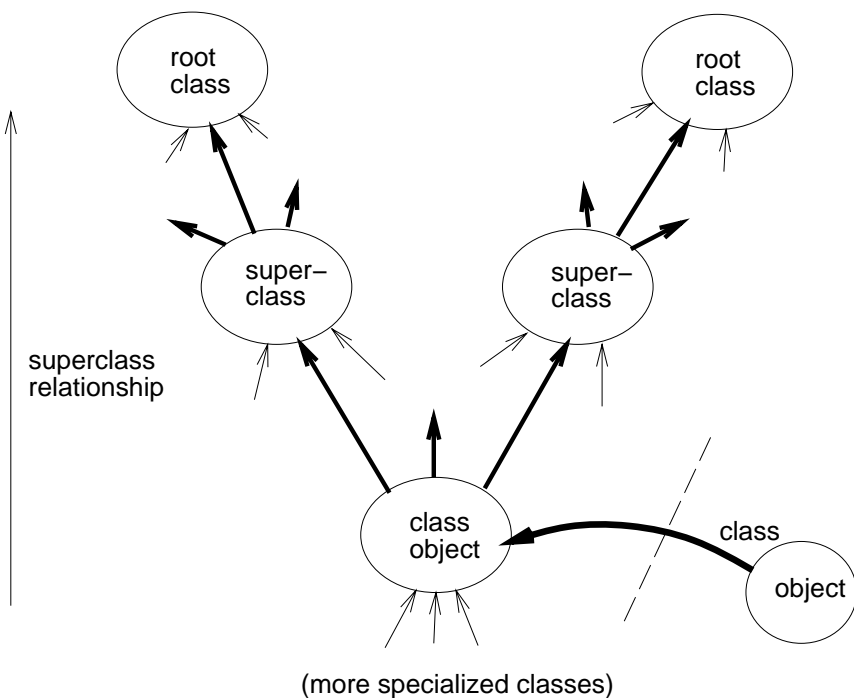 root
class
root
class
super–
class
super–
class
superclass
relationship
class
object
class
object
(more specialized classes)